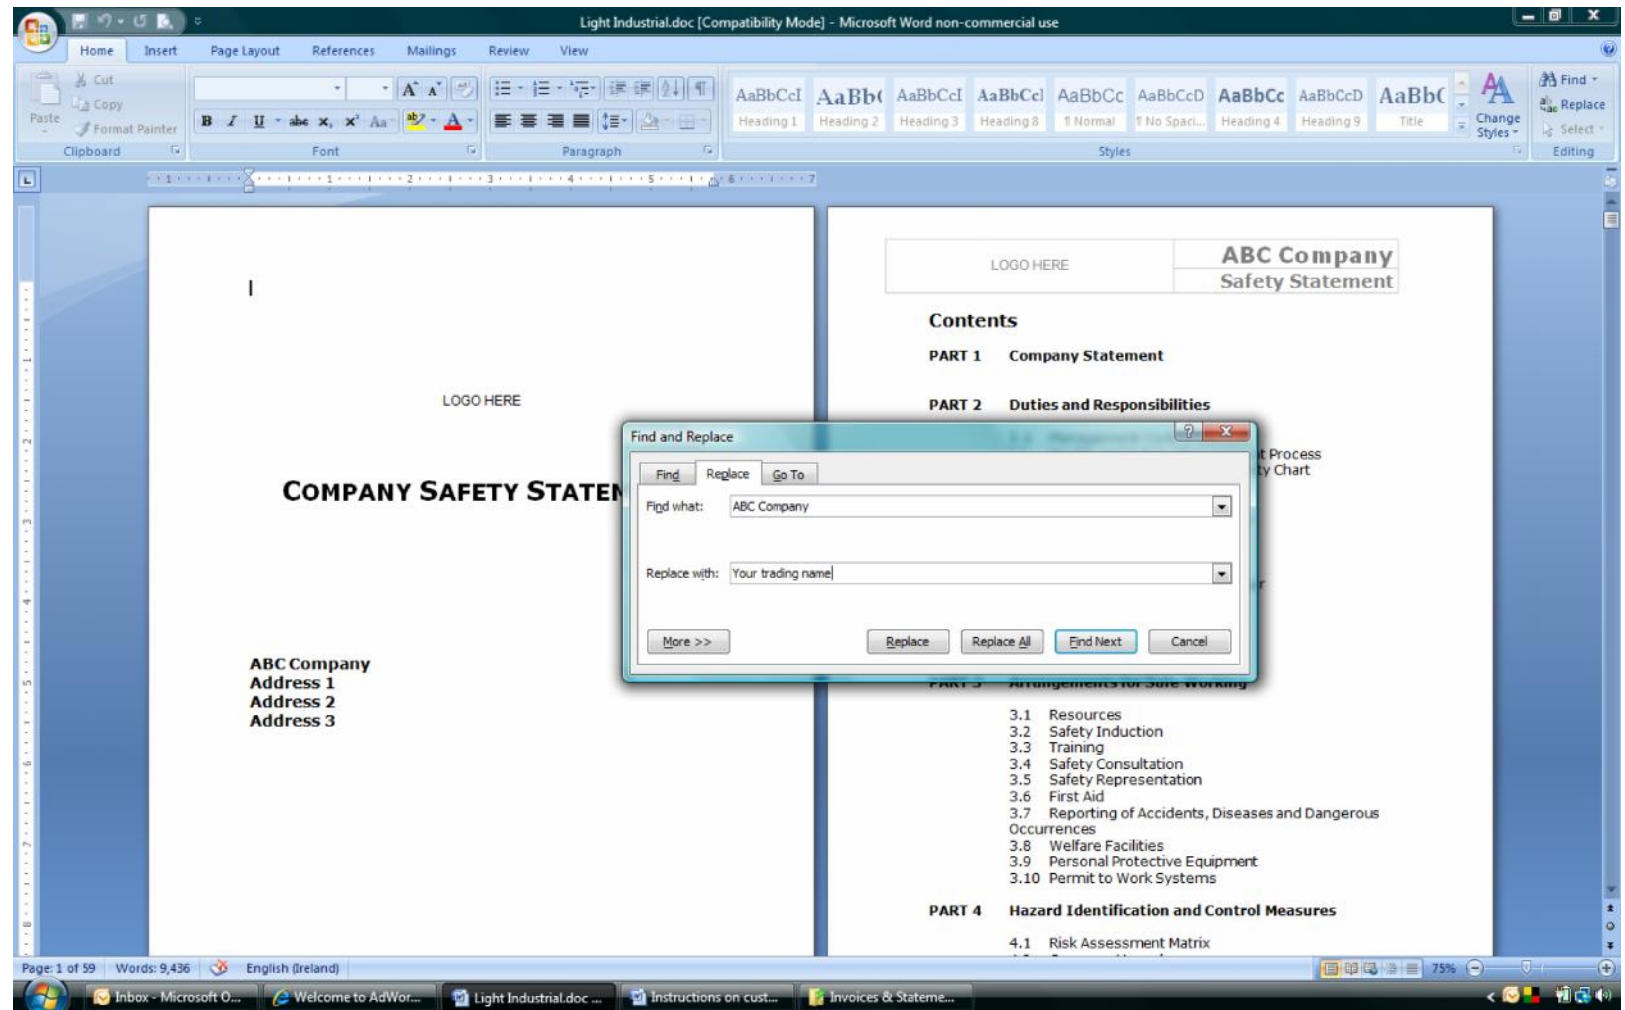 Light Industrial.doc [Compatibility Mode] - Microsoft Word non-commercial use
Home Insert Page Layout References Mailings Review View
Paste
Cut
Copy
Format Painter
Clipboard
Font
Paragraph
AaBbCcI AaBb( AaBbCcI AaBbCcl AaBbCc AaBbCcD AaBbCc AaBbCcD AaBb(
Heading 1 Heading 2 Heading 3 Heading 8 ¶ Normal ¶ No Spaci... Heading 4 Heading 9 Title
Change
Styles
Styles
Find
Replace
Select
Editing
LOGO HERE
COMPANY SAFETY STATEM
ABC Company
Address 1
Address 2
Address 3
LOGO HERE
ABC Company
Safety Statement
Contents
PART 1 Company Statement
PART 2 Duties and Responsibilities
t Process
ty Chart
Find and Replace
Find Replace Go To
Find what: ABC Company
Replace with: Your trading name
More >> Replace Replace All Find Next Cancel
PART 3 Arrangements for Safe Working
3.1 Resources
3.2 Safety Induction
3.3 Training
3.4 Safety Consultation
3.5 Safety Representation
3.6 First Aid
3.7 Reporting of Accidents, Diseases and Dangerous
Occurrences
3.8 Welfare Facilities
3.9 Personal Protective Equipment
3.10 Permit to Work Systems
PART 4 Hazard Identification and Control Measures
4.1 Risk Assessment Matrix
Page: 1 of 59 Words: 9,436 English (Ireland) 75%
Inbox - Microsoft O... Welcome to AdWor... Light Industrial.doc ... Instructions on cust... Invoices & Stateme...